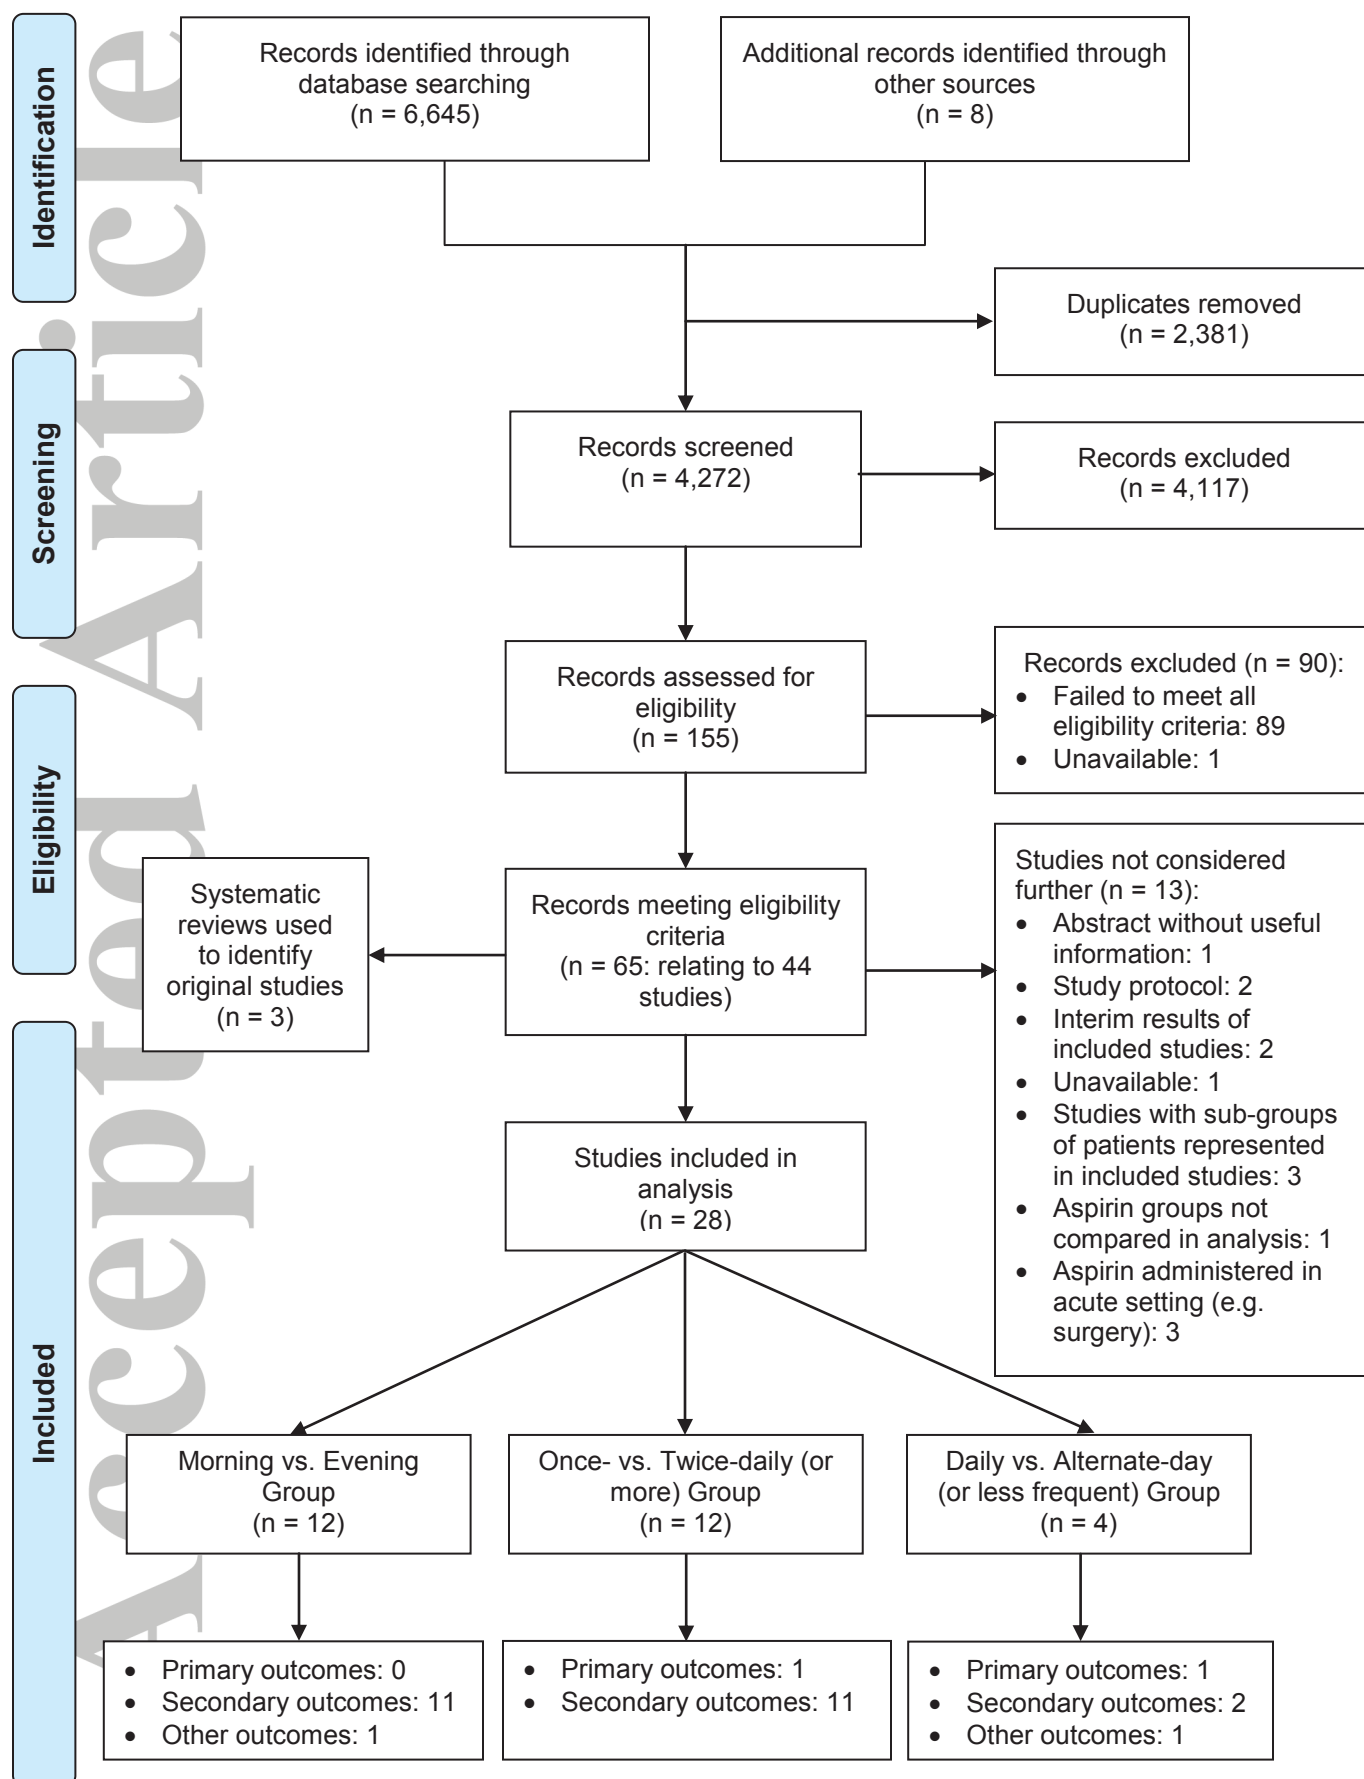 Accepted Article
Identification
Records identified through
database searching
(n = 6,645)
Additional records identified through
other sources
(n = 8)
Duplicates removed
(n = 2,381)
Screening
Records screened
(n = 4,272)
Records excluded
(n = 4,117)
Eligibility
Records assessed for
eligibility
(n = 155)
Records excluded (n = 90):
• Failed to meet all
eligibility criteria: 89
• Unavailable: 1
Systematic
reviews used
to identify
original studies
(n = 3)
Records meeting eligibility
criteria
(n = 65: relating to 44
studies)
Studies not considered
further (n = 13):
• Abstract without useful
information: 1
• Study protocol: 2
• Interim results of
included studies: 2
• Unavailable: 1
• Studies with sub-groups
of patients represented
in included studies: 3
• Aspirin groups not
compared in analysis: 1
• Aspirin administered in
acute setting (e.g.
surgery): 3
Included
Studies included in
analysis
(n = 28)
Morning vs. Evening
Group
(n = 12)
Once- vs. Twice-daily (or
more) Group
(n = 12)
Daily vs. Alternate-day
(or less frequent) Group
(n = 4)
• Primary outcomes: 0
• Secondary outcomes: 11
• Other outcomes: 1
• Primary outcomes: 1
• Secondary outcomes: 11
• Primary outcomes: 1
• Secondary outcomes: 2
• Other outcomes: 1